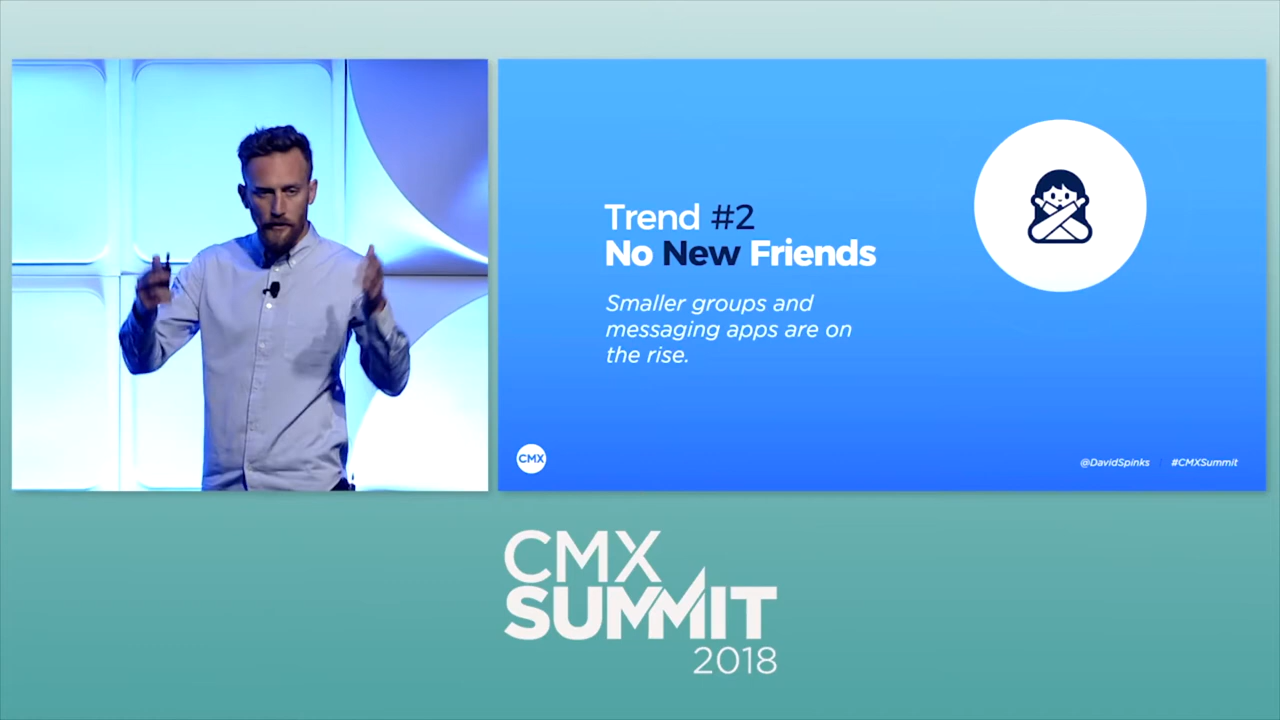 Trend #2
No New Friends
Smaller groups and
messaging apps are on
the rise.
CMX
@DavidSpinks | #CMXSummit
CMX
SUMMIT
2018